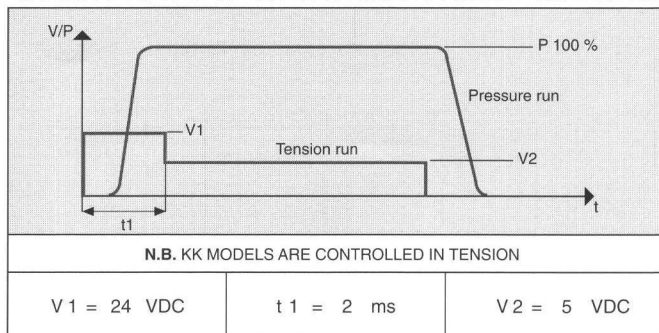 V/P
P 100 %
Pressure run
V1
Tension run
V2
t
t1
N.B. KK MODELS ARE CONTROLLED IN TENSION
V 1 = 24 VDC
t 1 = 2 ms
V 2 = 5 VDC